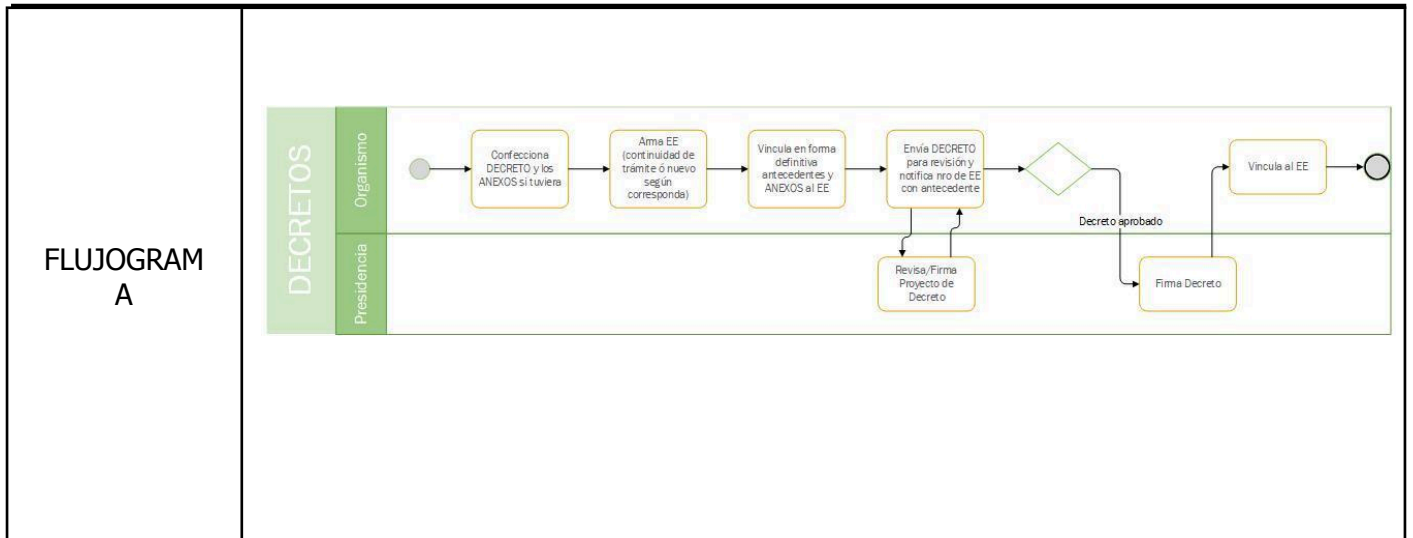 FLUJOGRAM
A
DECRETOS
Organismo
Presidencia
Confecciona
DECRETO y los
ANEXOS si tuviera
Arma EE
(continuidad de
trámite ó nuevo
según
corresponda)
Vincula en forma
definitiva
antecedentes y
ANEXOS al EE
Envía DECRETO
para revisión y
notifica nro de EE
con antecedente
Revisa/Firma
Proyecto de
Decreto
Decreto aprobado
Firma Decreto
Vincula al EE